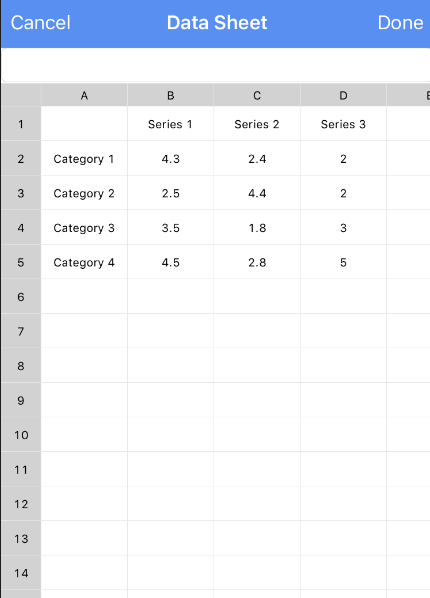 Cancel Data Sheet Done
A B C D
1 Series 1 Series 2 Series 3
2 Category 1 4.3 2.4 2
3 Category 2 2.5 4.4 2
4 Category 3 3.5 1.8 3
5 Category 4 4.5 2.8 5
6
7
8
9
10
11
12
13
14